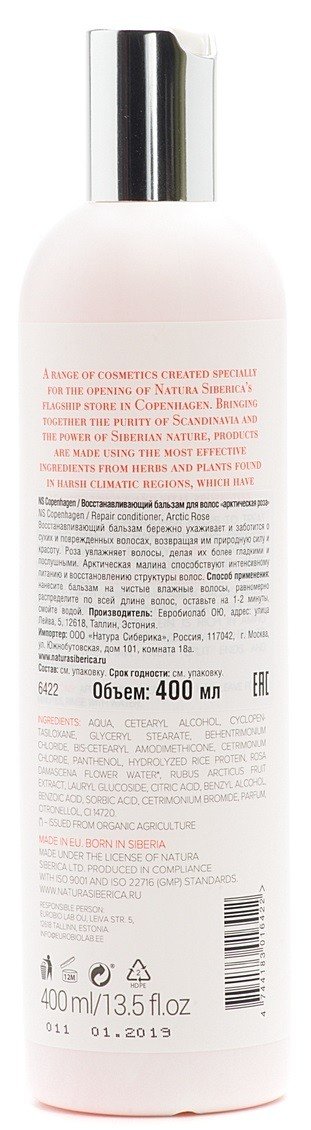 A RANGE OF COSMETICS CREATED SPECIALLY
FOR THE OPENING OF NATURA SIBERICA'S
FLAGSHIP STORE IN COPENHAGEN. BRINGING
TOGETHER THE PURITY OF SCANDINAVIA AND
THE POWER OF SIBERIAN NATURE, PRODUCTS
ARE MADE USING THE MOST EFFECTIVE
INGREDIENTS FROM HERBS AND PLANTS FOUND
IN HARSH CLIMATIC REGIONS, WHICH HAVE
NS Copenhagen / Восстанавливающий бальзам для волос «арктическая роза»
NS Copenhagen / Repair conditioner, Arctic Rose
Восстанавливающий бальзам бережно ухаживает и заботится о
сухих и поврежденных волосах, возвращая им природную силу и
красоту. Роза увлажняет волосы, делая их более гладкими и
послушными. Арктическая малина способствуют интенсивному
питанию и восстановлению структуры волос. Способ применения:
нанесите бальзам на чистые влажные волосы, равномерно
распределите по всей длине волос, оставьте на 1-2 минуты,
смойте водой. Производитель: Евробиолаб ОЮ, адрес: улица
Лейва, 5, 12618, Таллин, Эстония.
Импортер: ООО «Натура Сиберика», Россия, 117042, г. Москва,
ул. Южнобутовская, дом 101, комната 18а.
www.naturasiberica.ru
Состав: см. упаковку. Срок годности: см. упаковку.
6422 Объем: 400 мл EAC
INGREDIENTS: AQUA, CETEARYL ALCOHOL, CYCLOPEN-
TASILOXANE, GLYCERYL STEARATE, BEHENTRIMONIUM
CHLORIDE, BIS-CETEARYL AMODIMETHICONE, CETRIMONIUM
CHLORIDE, PANTHENOL, HYDROLYZED RICE PROTEIN, ROSA
DAMASCENA FLOWER WATER*, RUBUS ARCTICUS FRUIT
EXTRACT, LAURYL GLUCOSIDE, CITRIC ACID, BENZYL ALCOHOL,
BENZOIC ACID, SORBIC ACID, CETRIMONIUM BROMIDE, PARFUM,
CITRONELLOL, CI 14720.
(*) – ISSUED FROM ORGANIC AGRICULTURE
MADE IN EU. BORN IN SIBERIA
MADE UNDER THE LICENSE OF NATURA
SIBERICA LTD. PRODUCED IN COMPLIANCE
WITH ISO 9001 AND ISO 22716 (GMP) STANDARDS.
WWW.NATURASIBERICA.RU
RESPONSIBLE PERSON:
EUROBIO LAB OÜ, LEIVA STR. 5,
12618 TALLINN, ESTONIA.
INFO@EUROBIOLAB.EE
12M
2
HDPE
400 ml/13.5 fl.oz
011 01.2019
4 744183 016422 >